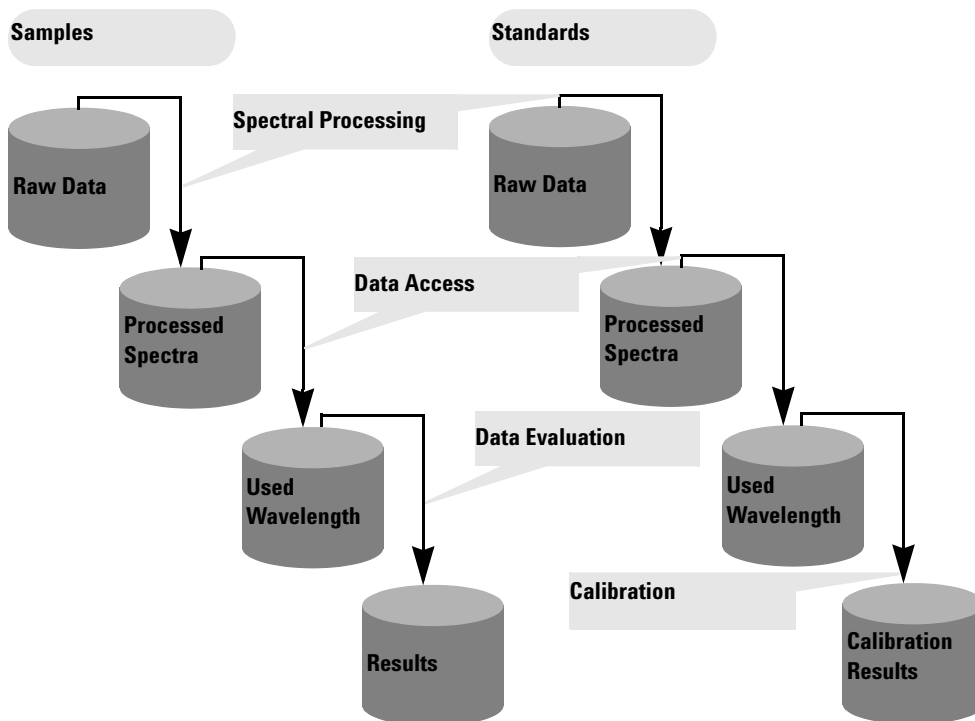 Samples
Standards
Spectral Processing
Raw Data
Raw Data
Data Access
Processed
Spectra
Processed
Spectra
Data Evaluation
Used
Wavelength
Used
Wavelength
Calibration
Results
Calibration
Results